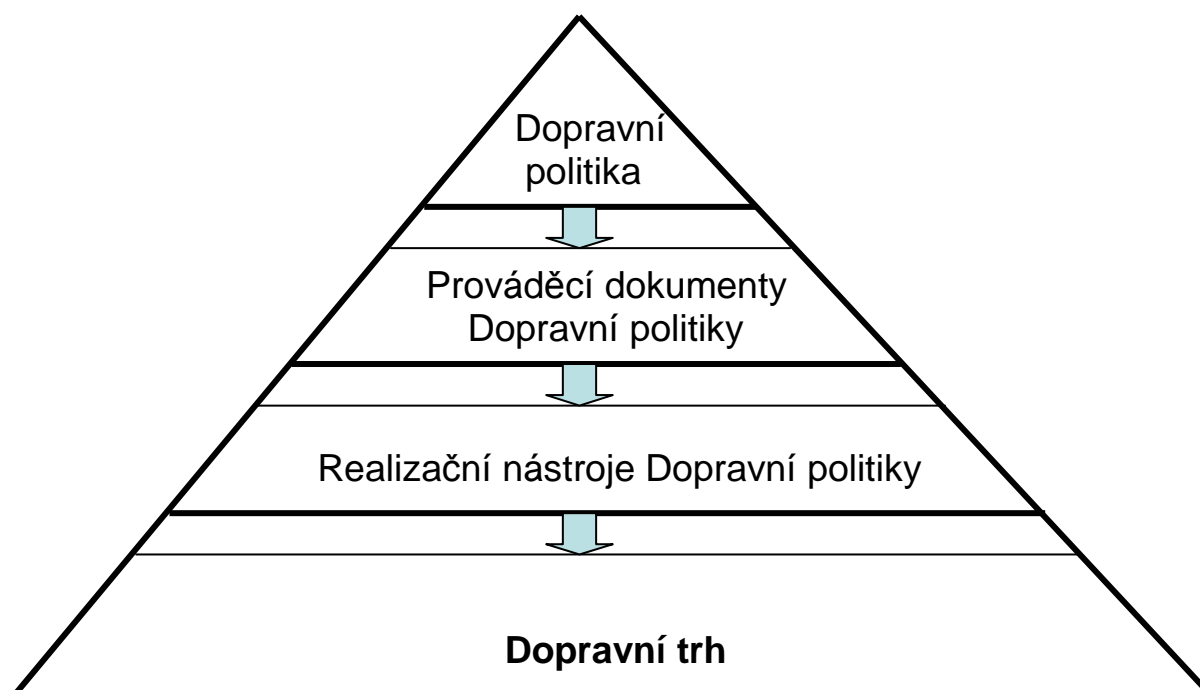 Dopravní
politika
Prováděcí dokumenty
Dopravní politiky
Realizační nástroje Dopravní politiky
Dopravní trh